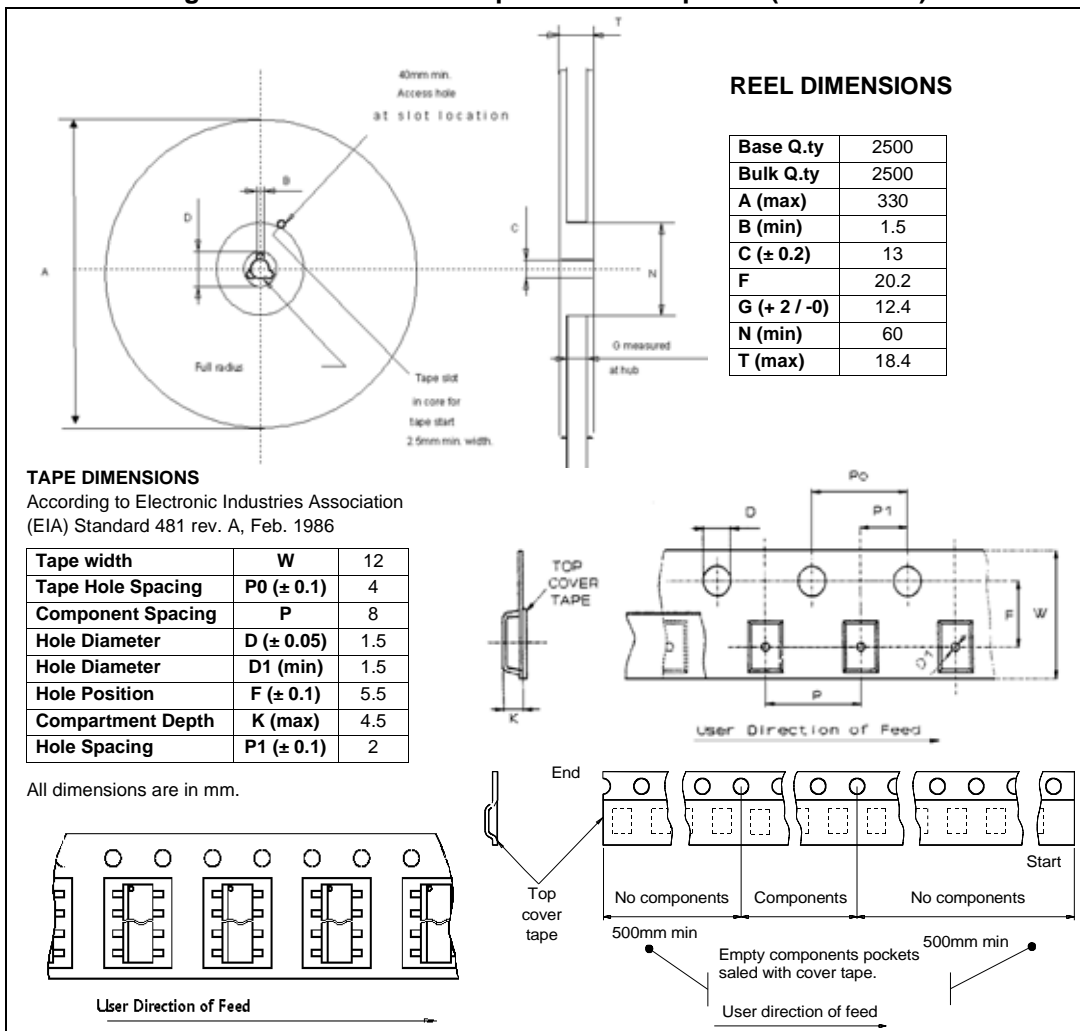 T
40mm min.
Access hole
at slot location
B
D
C
A
N
Full radius
G measured
at hub
Tape slot
in core for
tape start
2.5mm min. width.
REEL DIMENSIONS
Base Q.ty 2500
Bulk Q.ty 2500
A (max) 330
B (min) 1.5
C (± 0.2) 13
F 20.2
G (+ 2 / -0) 12.4
N (min) 60
T (max) 18.4
TAPE DIMENSIONS
According to Electronic Industries Association
(EIA) Standard 481 rev. A, Feb. 1986
Tape width W 12
Tape Hole Spacing P0 (± 0.1) 4
Component Spacing P 8
Hole Diameter D (± 0.05) 1.5
Hole Diameter D1 (min) 1.5
Hole Position F (± 0.1) 5.5
Compartment Depth K (max) 4.5
Hole Spacing P1 (± 0.1) 2
All dimensions are in mm.
TOP
COVER
TAPE
K
Po
D
P1
F
W
D1
P
User Direction of Feed
End
Start
Top
cover
tape
No components
Components
No components
500mm min
500mm min
Empty components pockets
saled with cover tape.
User direction of feed
User Direction of Feed